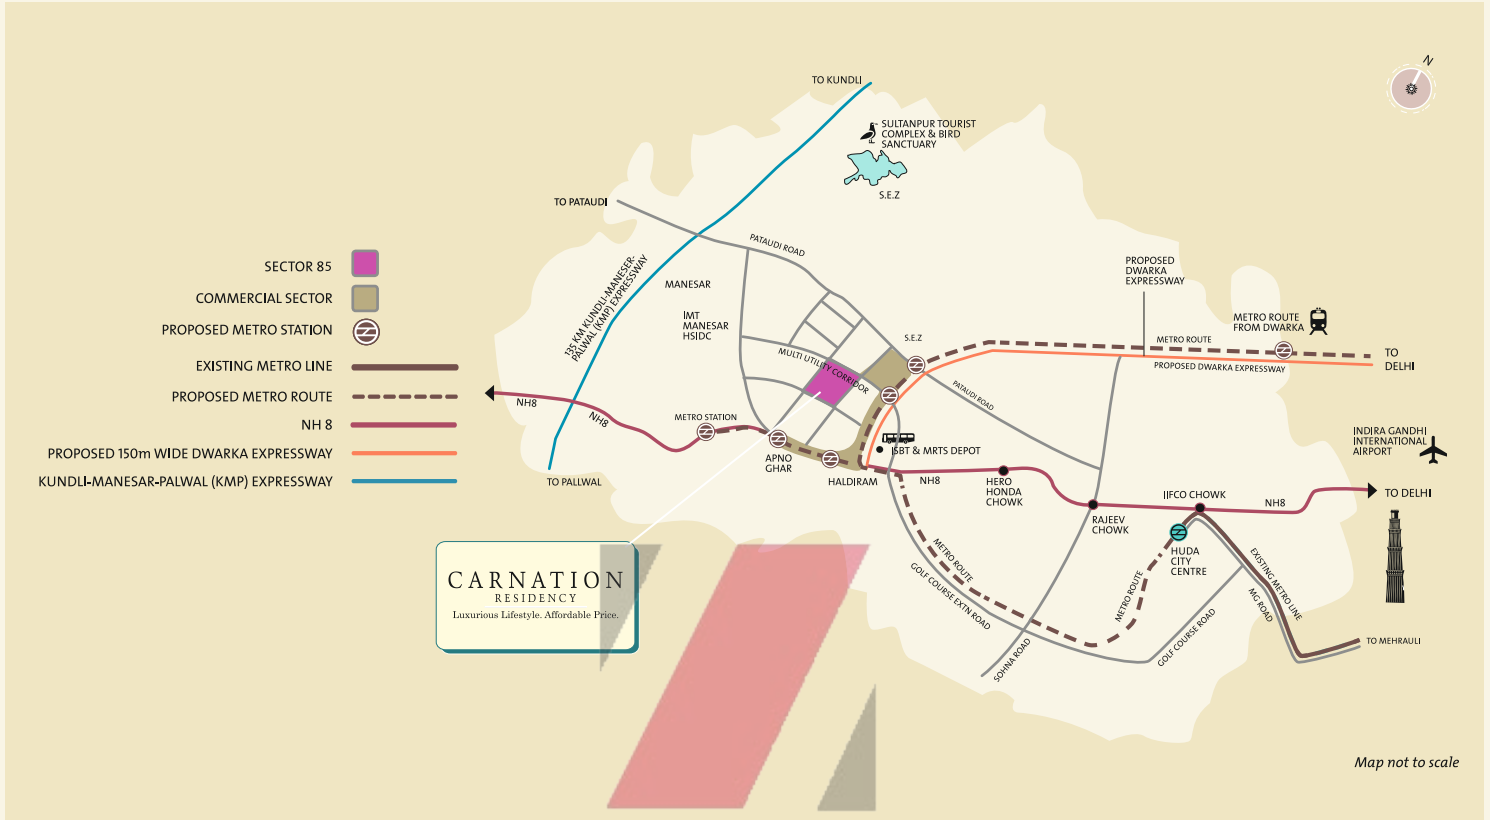 N
TO KUNDLI
SULTANPUR TOURIST
COMPLEX & BIRD
SANCTUARY
S.E.Z
TO PATAUDI
PATAUDI ROAD
135 KM KUNDLI-MANESER-
PALWAL (KMP) EXPRESSWAY
MANESAR
IMT
MANESAR
HSIDC
PROPOSED
DWARKA
EXPRESSWAY
SECTOR 85
COMMERCIAL SECTOR
PROPOSED METRO STATION
EXISTING METRO LINE
PROPOSED METRO ROUTE
NH 8
PROPOSED 150m WIDE DWARKA EXPRESSWAY
KUNDLI-MANESAR-PALWAL (KMP) EXPRESSWAY
METRO ROUTE
FROM DWARKA
S.E.Z
METRO ROUTE
TO
DELHI
PROPOSED DWARKA EXPRESSWAY
MULTI UTILITY CORRIDOR
PATAUDI ROAD
NH8
NH8
METRO STATION
INDIRA GANDHI
INTERNATIONAL
AIRPORT
ISBT & MRTS DEPOT
APNO
GHAR
TO PALLWAL
HALDIRAM
NH8
HERO
HONDA
CHOWK
IJFCO CHOWK
NH8
TO DELHI
RAJEEV
CHOWK
HUDA
CITY
CENTRE
METRO ROUTE
GOLF COURSE EXTN ROAD
METRO ROUTE
EXISTING METRO LINE
MG ROAD
GOLF COURSE ROAD
SOHNA ROAD
TO MEHRAULI
CARNATION
RESIDENCY
Luxurious Lifestyle. Affordable Price.
Map not to scale